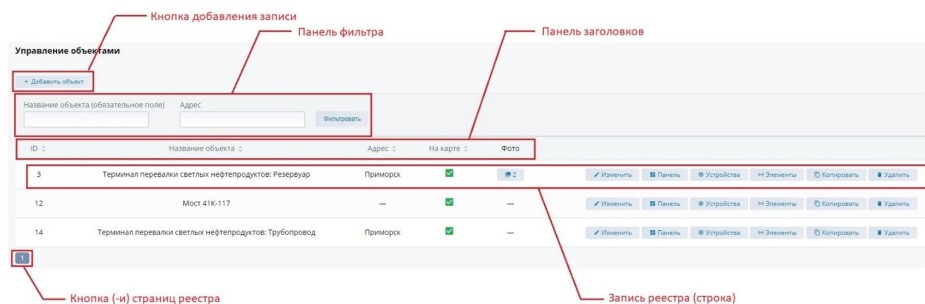 Кнопка добавления записи
Панель фильтра
Панель заголовков
Управление объектами
+ Добавить объект
Название объекта (обязательное поле) Адрес
Фильтровать
ID Название объекта Адрес На карте Фото
3 Терминал перевалки светлых нефтепродуктов: Резервуар Приморск 2 Изменить Панель Устройства Элементы Копировать Удалить
12 Мост 41К-117 — — Изменить Панель Устройства Элементы Копировать Удалить
14 Терминал перевалки светлых нефтепродуктов: Трубопровод Приморск — Изменить Панель Устройства Элементы Копировать Удалить
1
Кнопка (-и) страниц реестра
Запись реестра (строка)